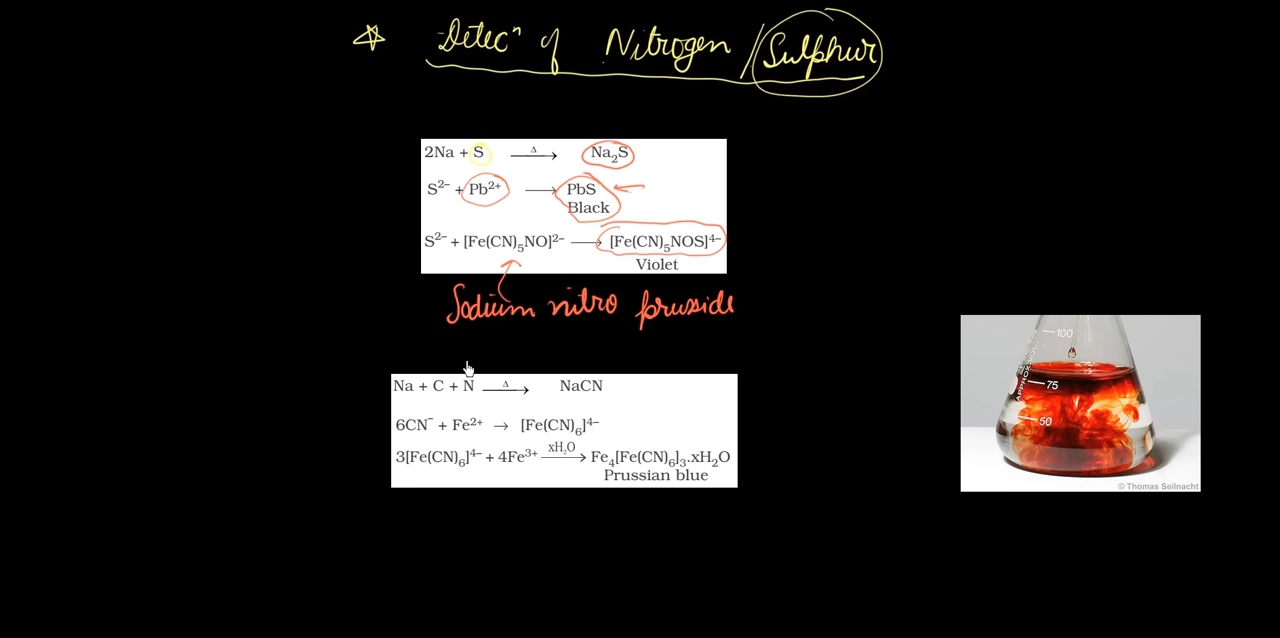 Detecⁿ of Nitrogen / Sulphur
2Na + S —Δ→ Na₂S
S²⁻ + Pb²⁺ ⟶ PbS
Black
S²⁻ + [Fe(CN)₅NO]²⁻ ⟶ [Fe(CN)₅NOS]⁴⁻
Violet
Sodium nitro prusside
Na + C + N —Δ→ NaCN
6CN⁻ + Fe²⁺ → [Fe(CN)₆]⁴⁻
3[Fe(CN)₆]⁴⁻ + 4Fe³⁺ —xH₂O→ Fe₄[Fe(CN)₆]₃.xH₂O
Prussian blue
100
75
50
© Thomas Seilnacht